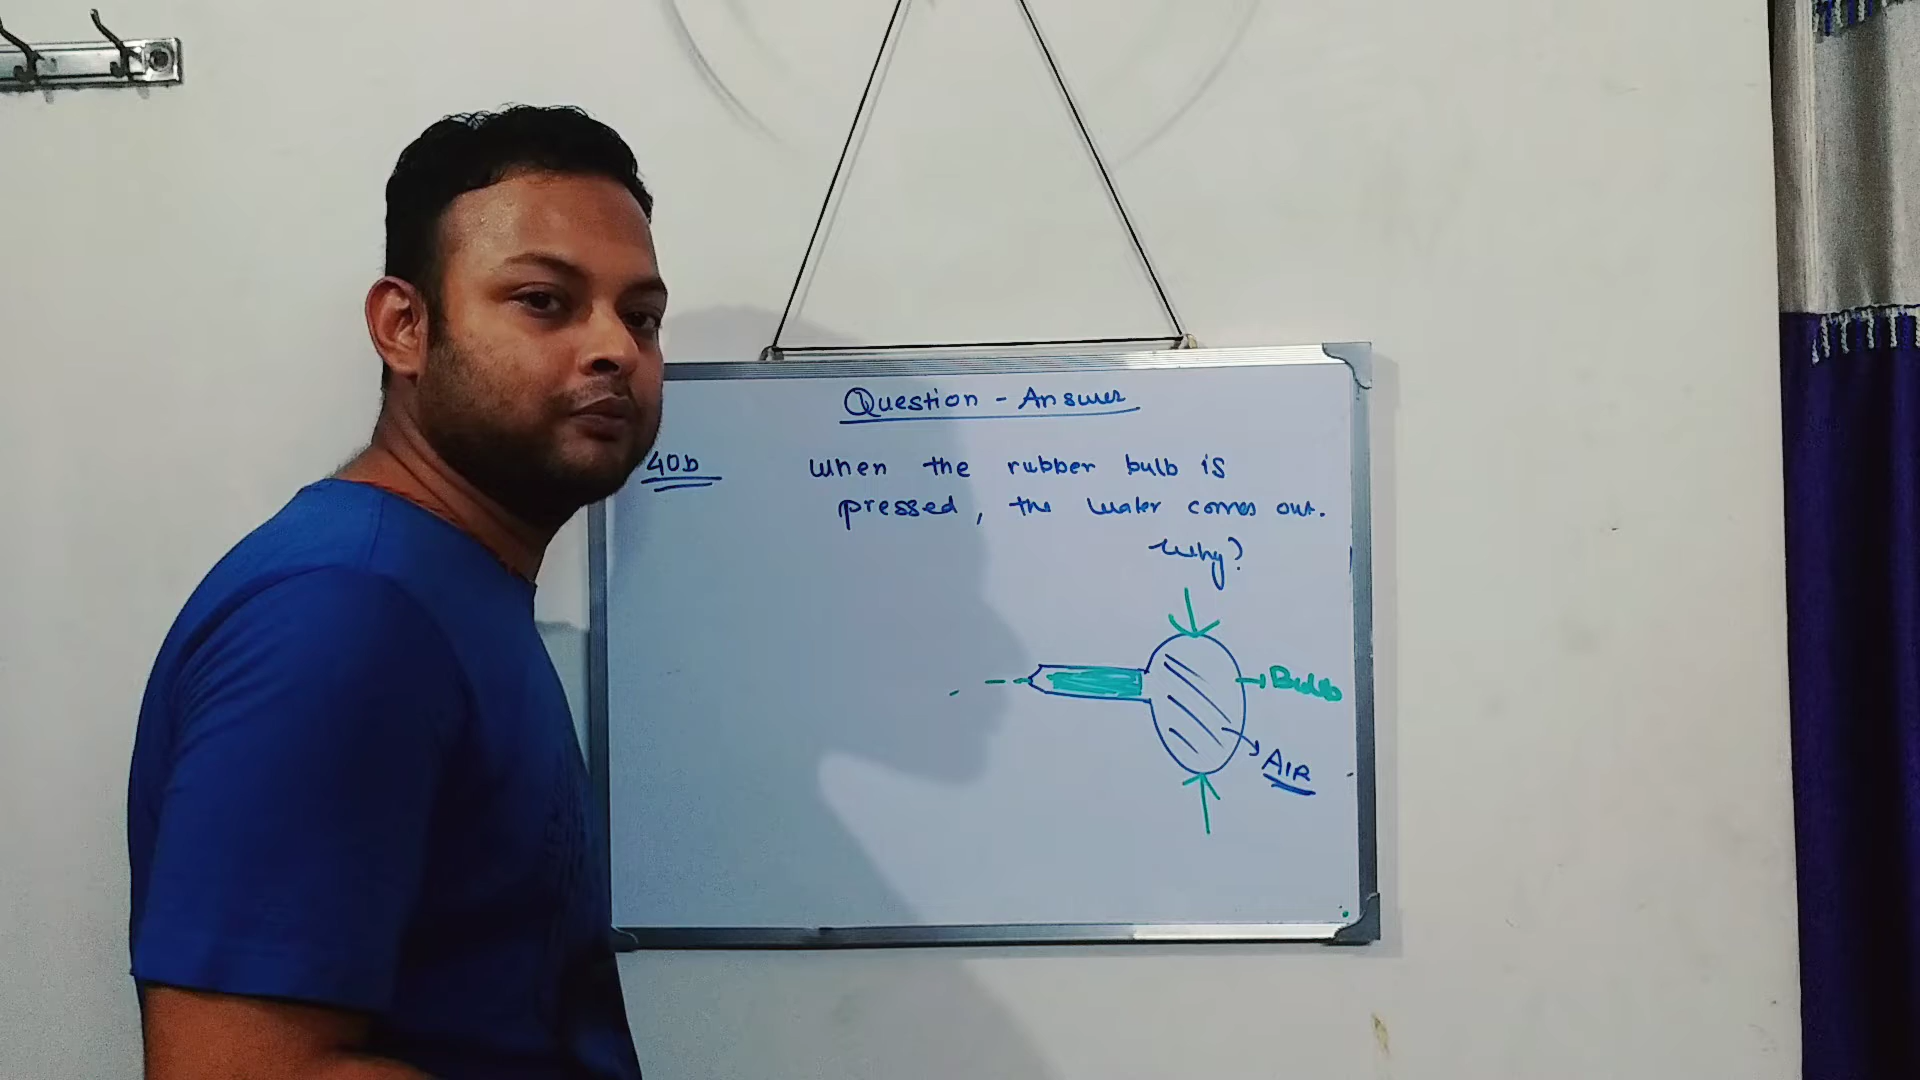 Question - Answer
40b
When the rubber bulb is
pressed, the water comes out.
Why?
Bulb
AIR